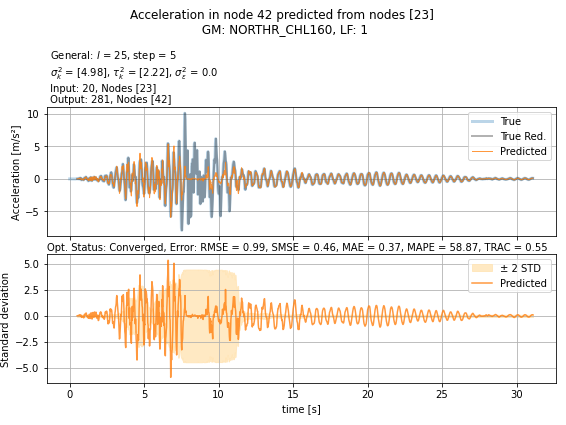 Acceleration in node 42 predicted from nodes [23]
GM: NORTHR_CHL160, LF: 1
General: l = 25, step = 5
σ²ₖ = [4.98], τ²ₖ = [2.22], σ²ε = 0.0
Input: 20, Nodes [23]
Output: 281, Nodes [42]
Acceleration [m/s²]
10
5
0
−5
True
True Red.
Predicted
Opt. Status: Converged, Error: RMSE = 0.99, SMSE = 0.46, MAE = 0.37, MAPE = 58.87, TRAC = 0.55
Standard deviation
5.0
2.5
0.0
−2.5
−5.0
± 2 STD
Predicted
0 5 10 15 20 25 30
time [s]